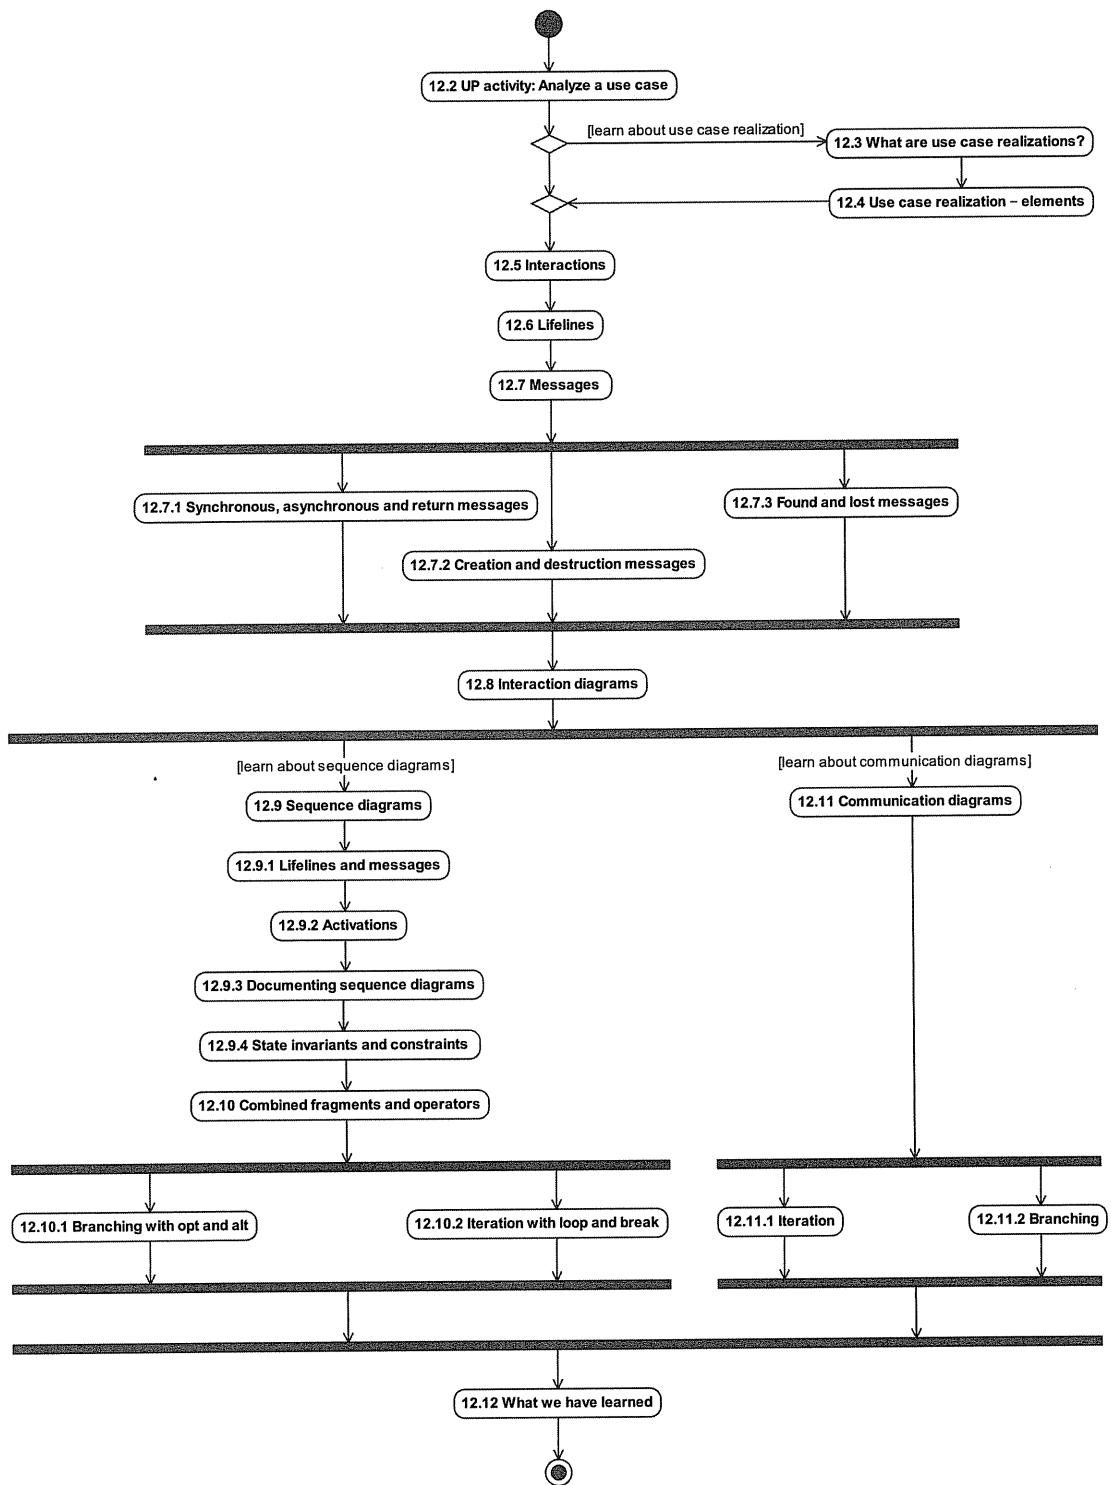 12.2 UP activity: Analyze a use case
[learn about use case realization]
12.3 What are use case realizations?
12.4 Use case realization – elements
12.5 Interactions
12.6 Lifelines
12.7 Messages
12.7.1 Synchronous, asynchronous and return messages
12.7.3 Found and lost messages
12.7.2 Creation and destruction messages
12.8 Interaction diagrams
[learn about sequence diagrams]
[learn about communication diagrams]
12.9 Sequence diagrams
12.11 Communication diagrams
12.9.1 Lifelines and messages
12.9.2 Activations
12.9.3 Documenting sequence diagrams
12.9.4 State invariants and constraints
12.10 Combined fragments and operators
12.10.1 Branching with opt and alt
12.10.2 Iteration with loop and break
12.11.1 Iteration
12.11.2 Branching
12.12 What we have learned